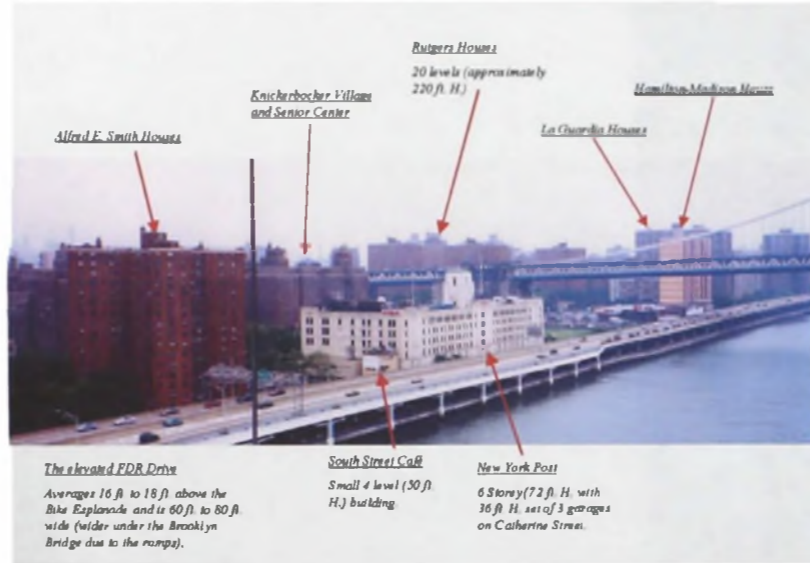 Rutgers Houses
20 levels (approximately
220 ft. H.)
Knickerbocker Village
and Senior Center
Hamilton-Madison House
La Guardia Houses
Alfred E. Smith Houses
The elevated FDR Drive
Averages 16 ft. to 18 ft. above the
Bike Esplanade and is 60 ft. to 80 ft.
wide (wider under the Brooklyn
Bridge due to the ramps).
South Street Café
Small 4 level (50 ft.
H.) building
New York Post
6 Storey (72 ft. H. with
36 ft. H. set of 3 garages
on Catherine Street.